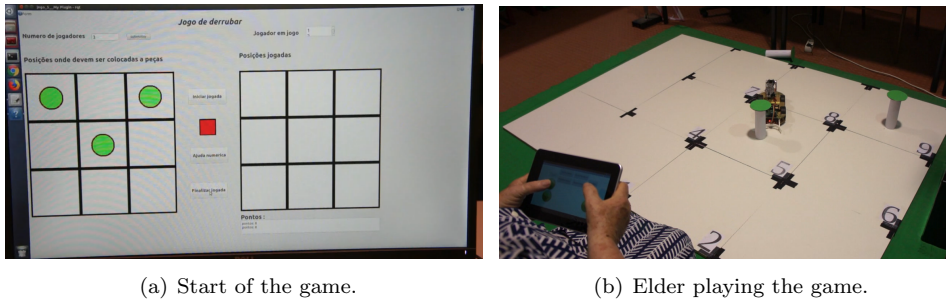 Jogo de derrubar
Numero de jogadores
1
Jogador em jogo
1
Posições onde devem ser colocadas a peças
Posições jogadas
Iniciar jogada
Ajuda numerica
Finalizar jogada
Pontos :
7
8
9
4
5
6
2
(a) Start of the game.
(b) Elder playing the game.